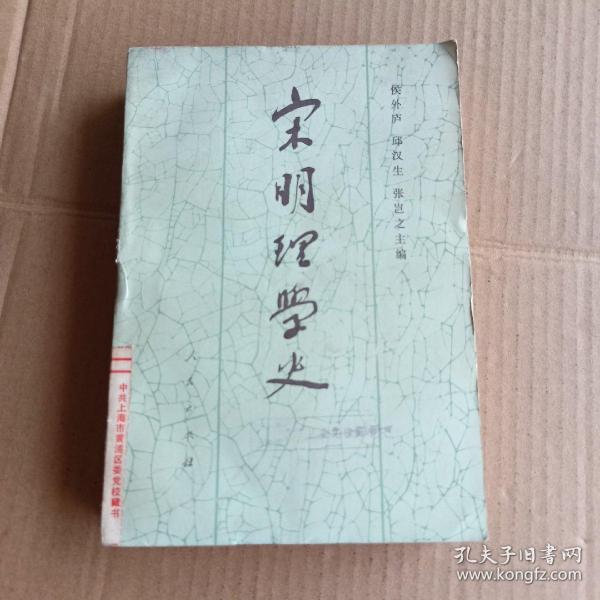 宋明理學史
侯外庐 邱汉生 张岂之主编
人民出版社
中共上海市黄浦区委党校藏书
孔夫子旧书网
www.kongfz.com